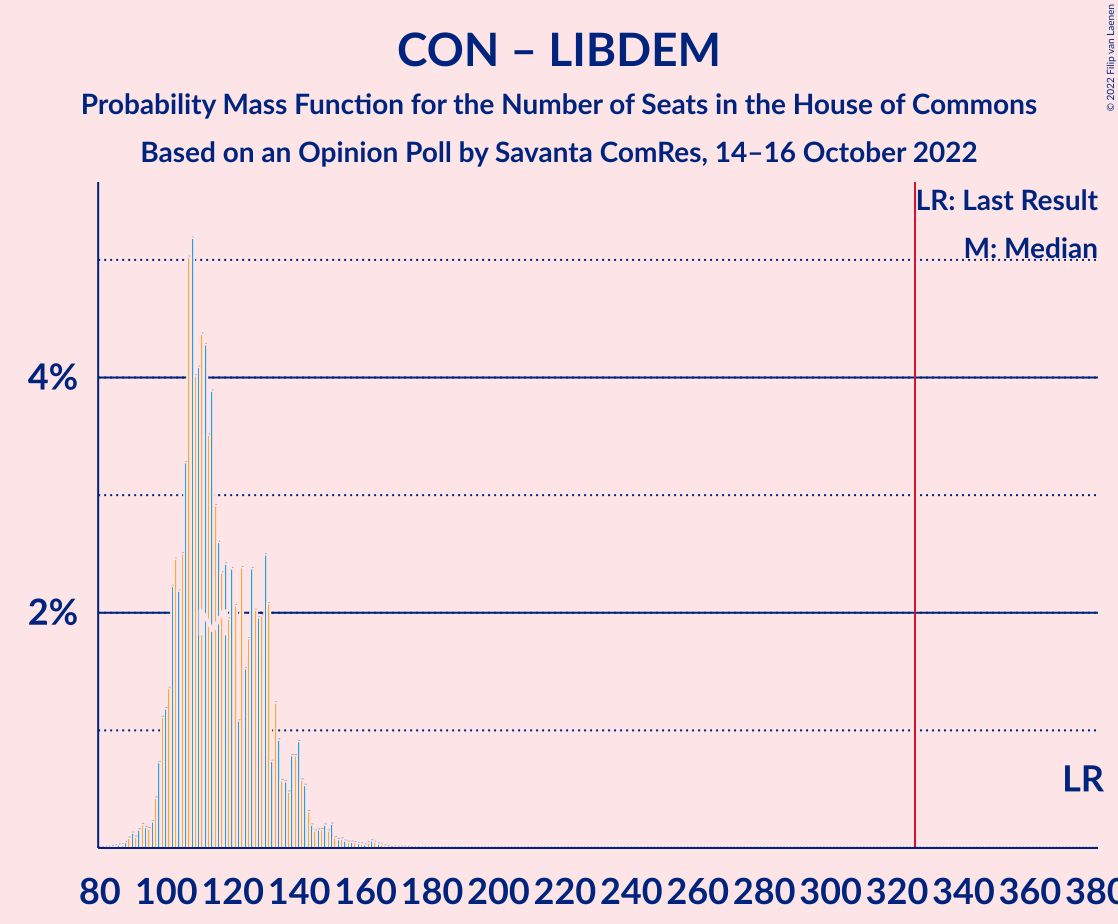 CON – LIBDEM
Probability Mass Function for the Number of Seats in the House of Commons
Based on an Opinion Poll by Savanta ComRes, 14–16 October 2022
© 2022 Filip van Laenen
LR: Last Result
M: Median
4%
2%
M
LR
80 100 120 140 160 180 200 220 240 260 280 300 320 340 360 380